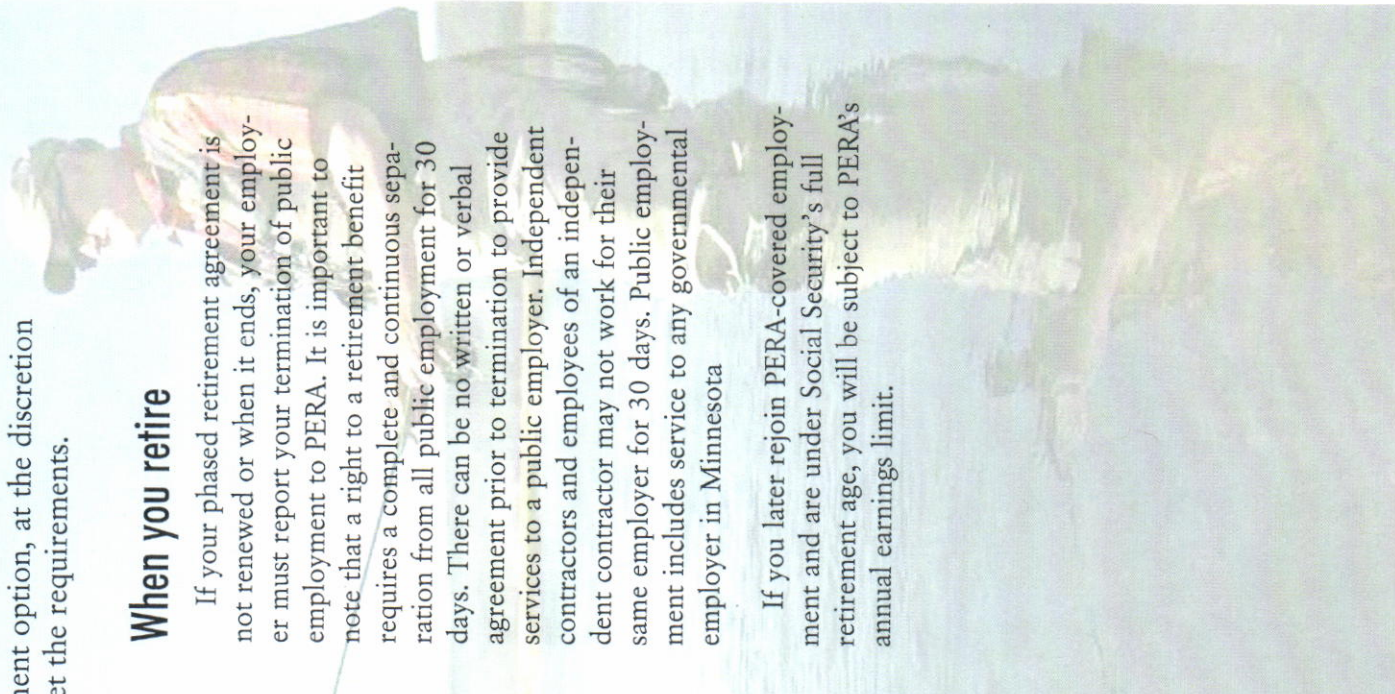 ment option, at the discretion
et the requirements.
When you retire
If your phased retirement agreement is
not renewed or when it ends, your employ-
er must report your termination of public
employment to PERA. It is important to
note that a right to a retirement benefit
requires a complete and continuous sepa-
ration from all public employment for 30
days. There can be no written or verbal
agreement prior to termination to provide
services to a public employer. Independent
contractors and employees of an indepen-
dent contractor may not work for their
same employer for 30 days. Public employ-
ment includes service to any governmental
employer in Minnesota
If you later rejoin PERA-covered employ-
ment and are under Social Security's full
retirement age, you will be subject to PERA's
annual earnings limit.